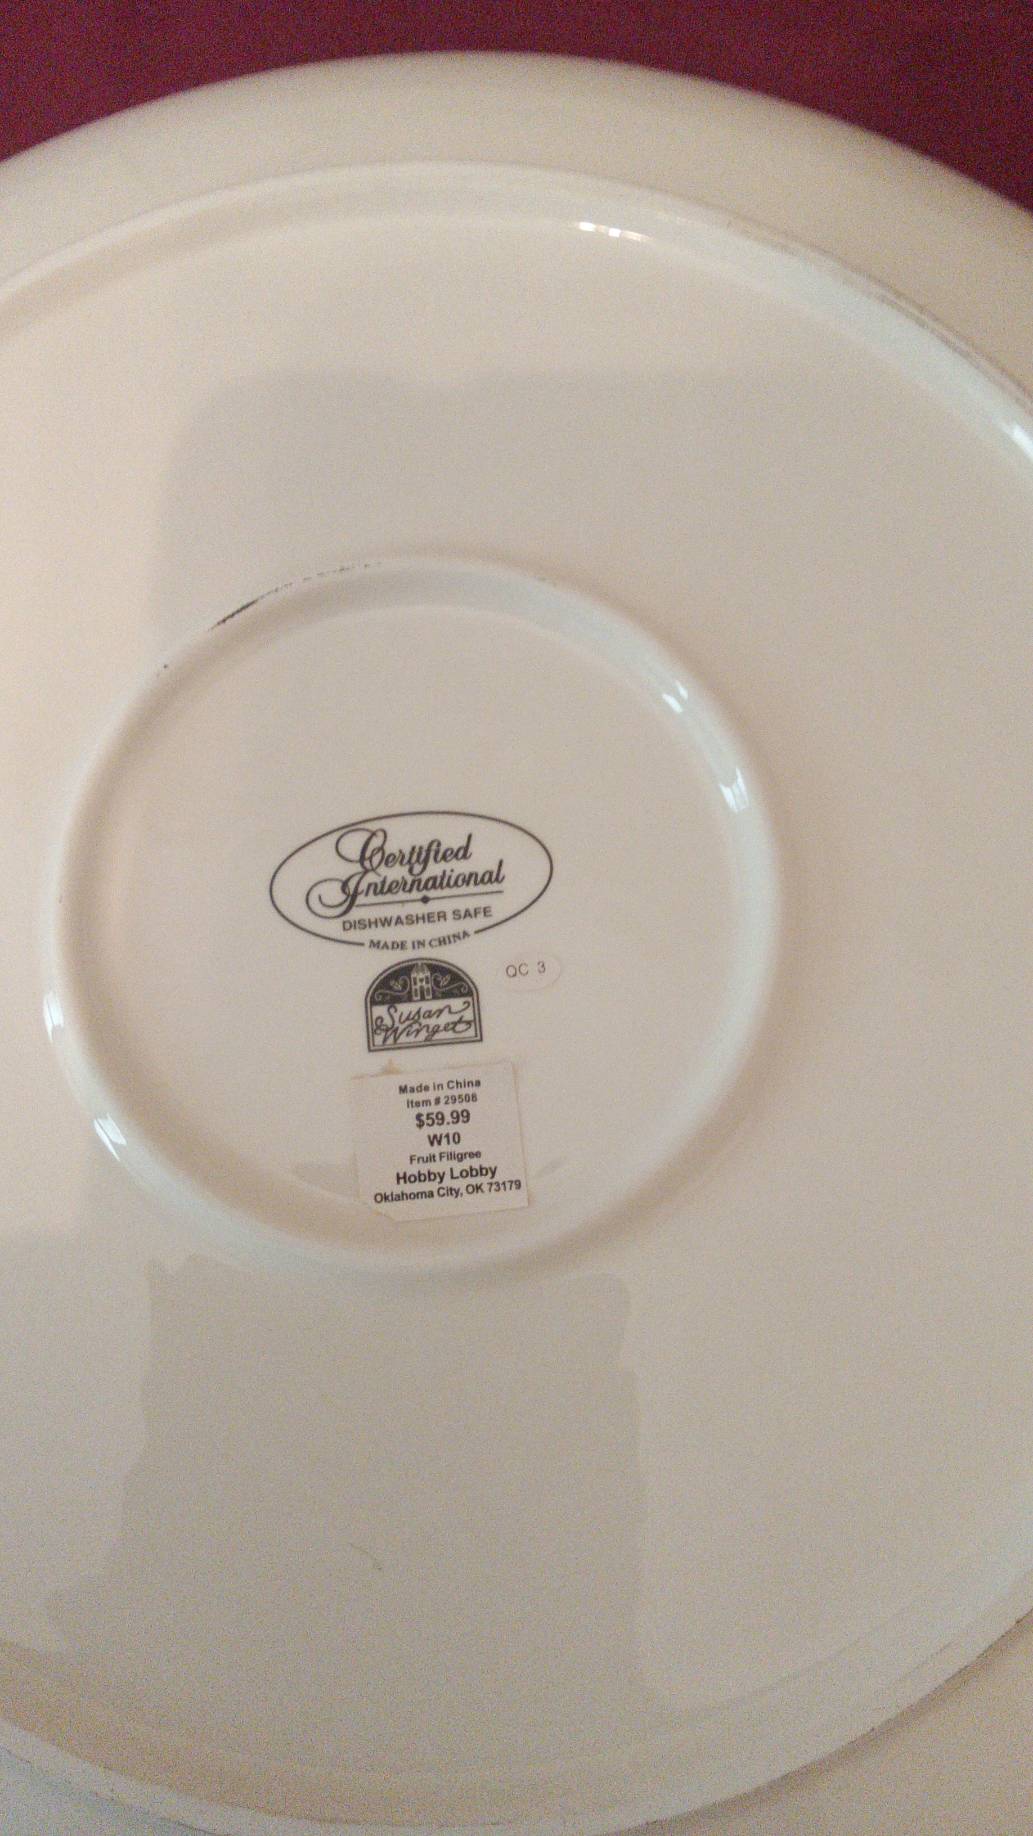 Certified
International
DISHWASHER SAFE
MADE IN CHINA
QC 3
Susan
Winget
Made in China
Item # 29508
$59.99
W10
Fruit Filigree
Hobby Lobby
Oklahoma City, OK 73179